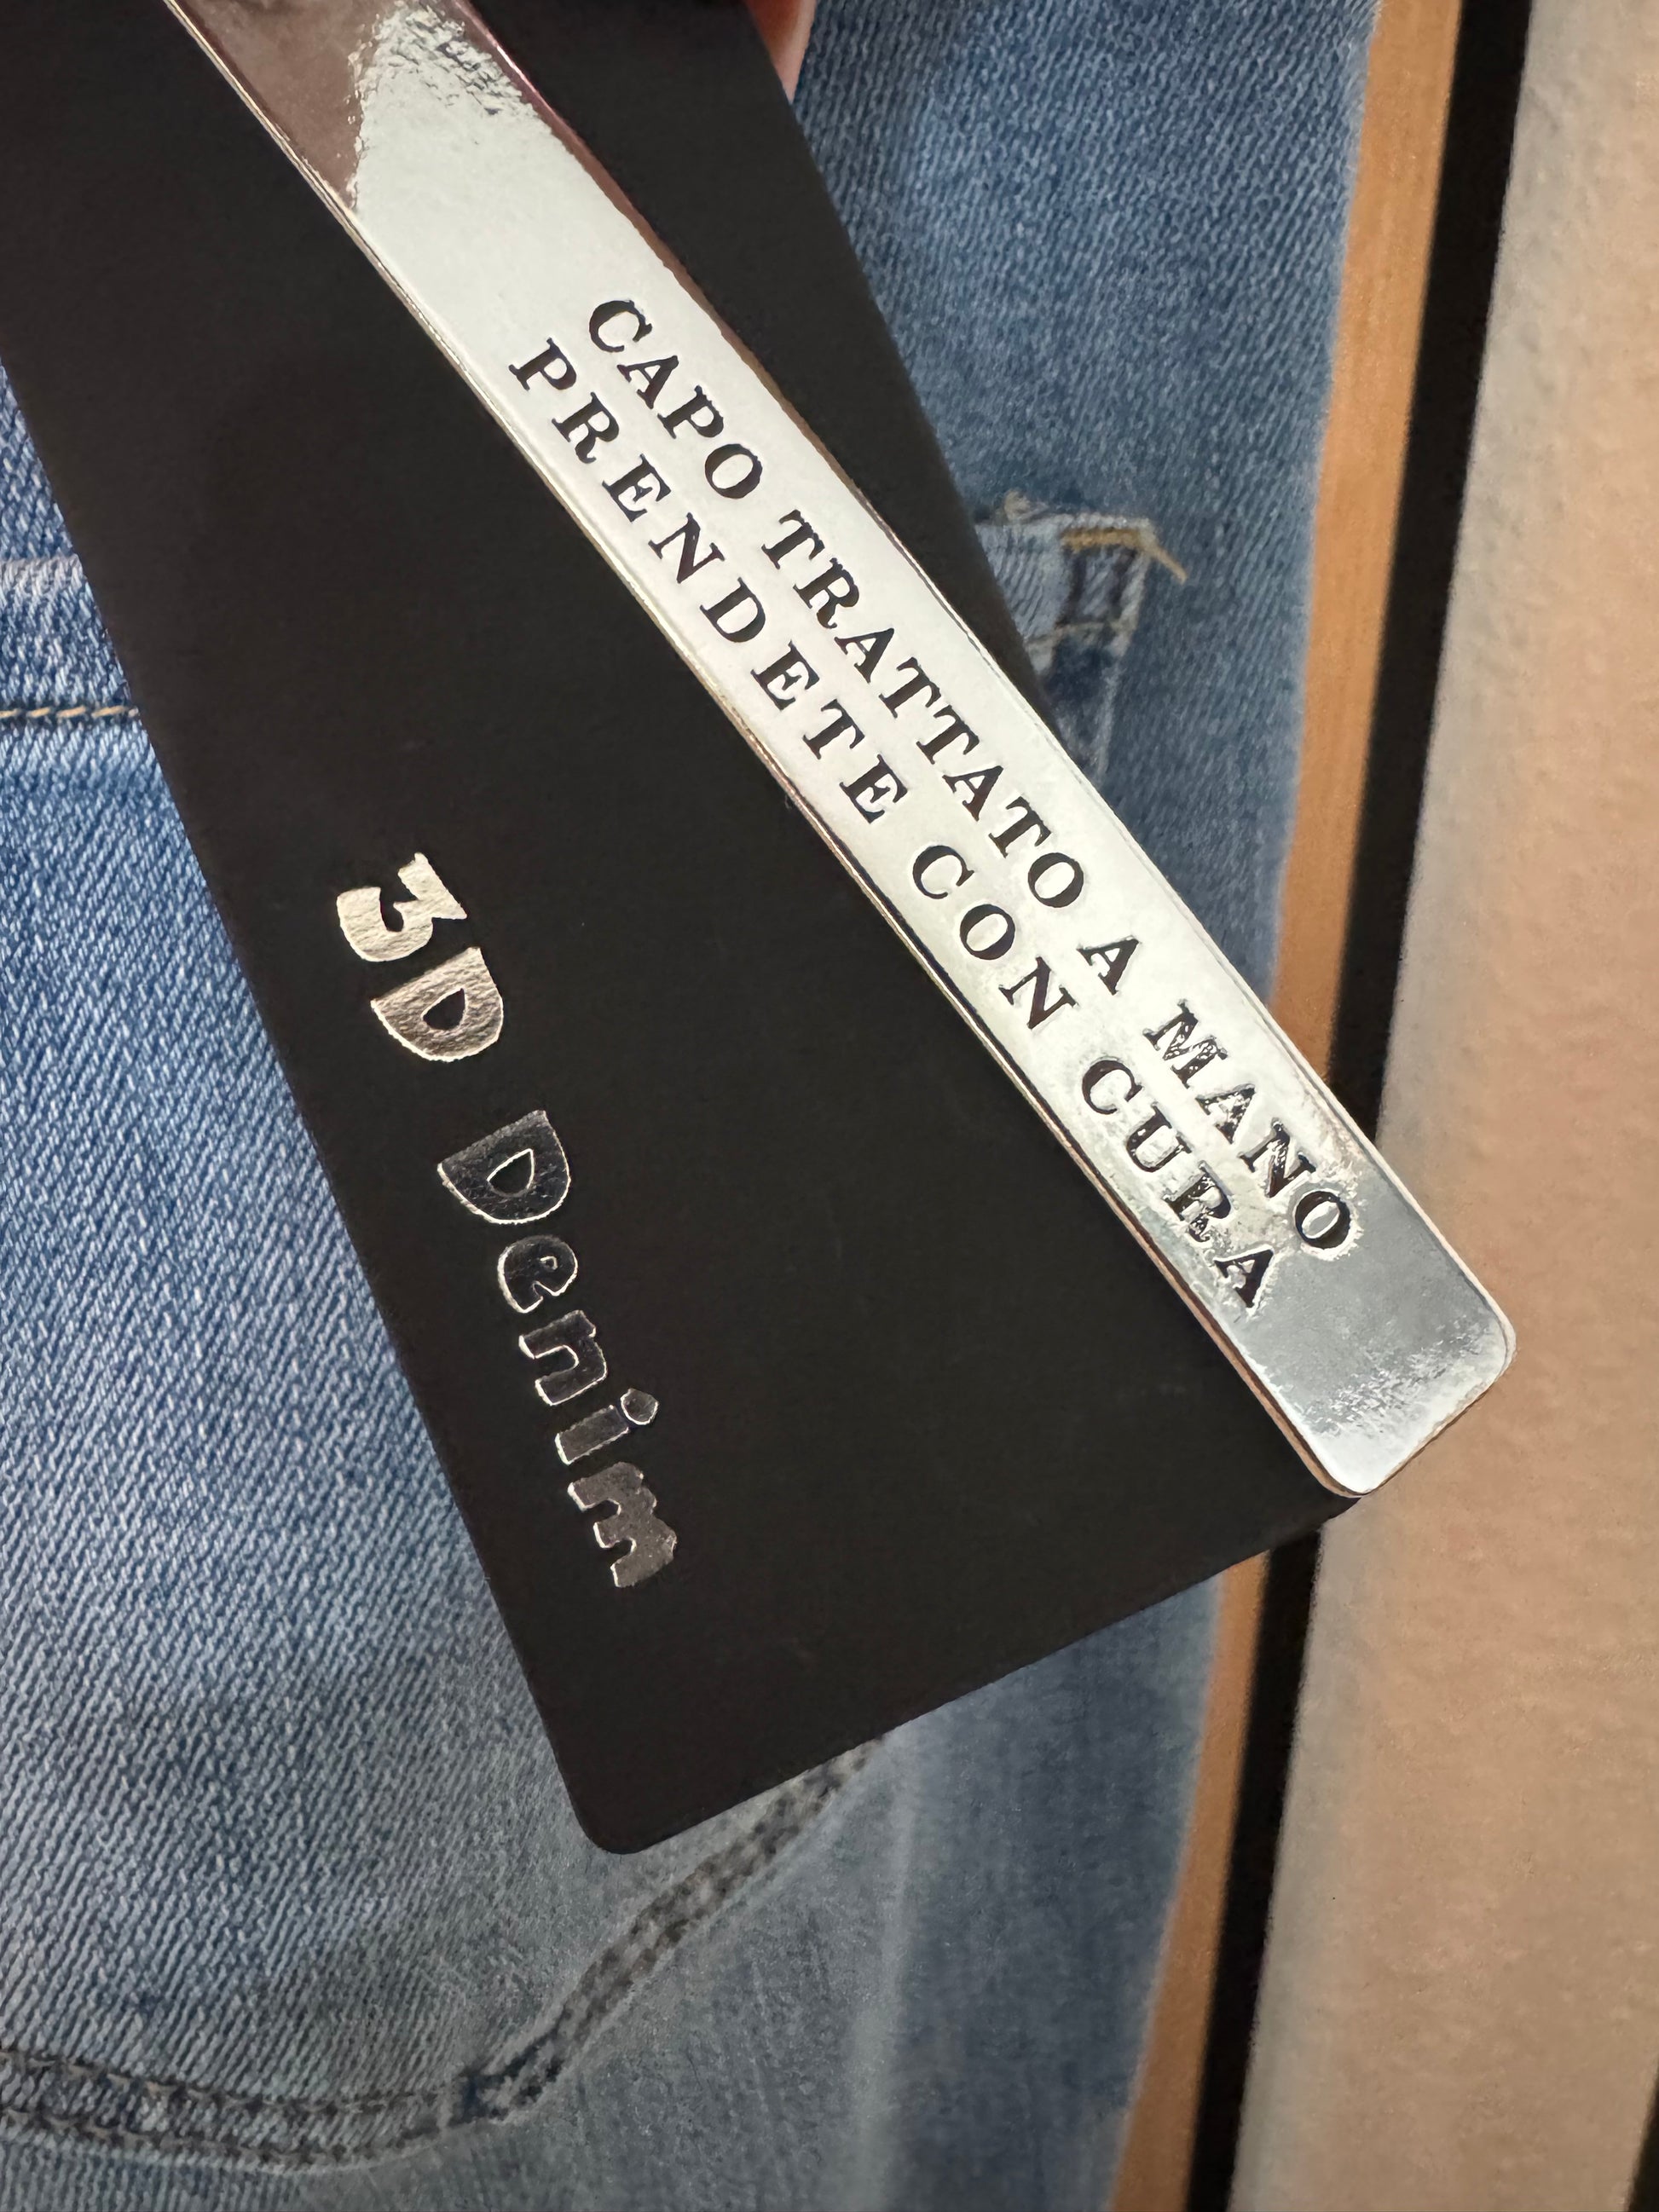 CAPO TRATTATO A MANO
PRENDETE CON CURA
3D Denim